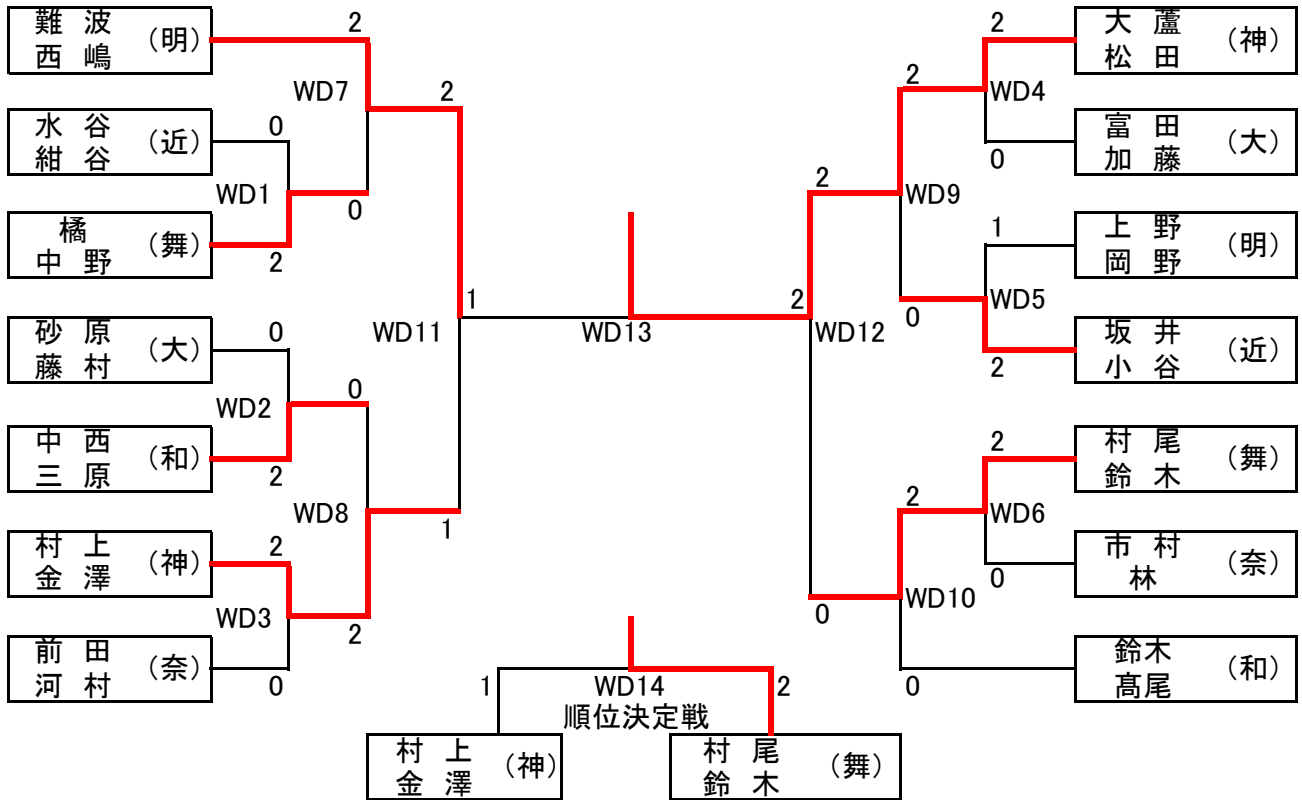 難波
西嶋
(明)
2
WD7
2
水谷
紺谷
(近)
0
WD1
0
橘
中野
(舞)
2
砂原
藤村
(大)
0
WD2
0
中西
三原
(和)
2
WD8
1
村上
金澤
(神)
2
WD3
2
前田
河村
(奈)
0
WD11
1
WD13
2
WD12
大蘆
松田
(神)
2
WD4
2
富田
加藤
(大)
0
2
WD9
上野
岡野
(明)
1
WD5
0
坂井
小谷
(近)
2
村尾
鈴木
(舞)
2
WD6
2
市村
林
(奈)
0
WD10
0
鈴木
髙尾
(和)
0
1
WD14
2
順位決定戦
村上
金澤
(神)
村尾
鈴木
(舞)